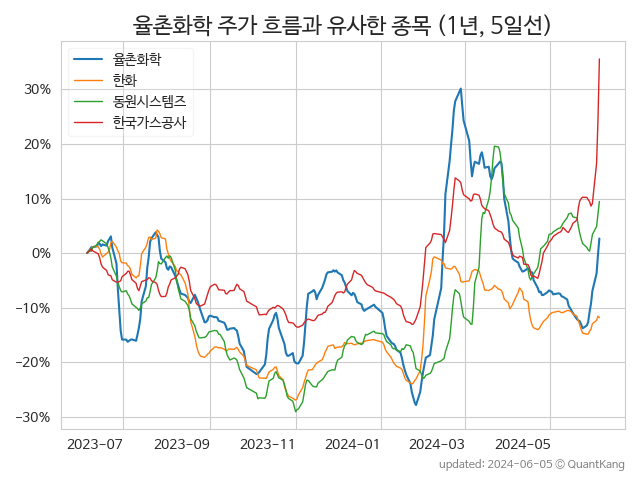 율촌화학 주가 흐름과 유사한 종목 (1년, 5일선)
율촌화학
한화
동원시스템즈
한국가스공사
30%
20%
10%
0%
−10%
−20%
−30%
2023-07 2023-09 2023-11 2024-01 2024-03 2024-05
updated: 2024-06-05 © QuantKang